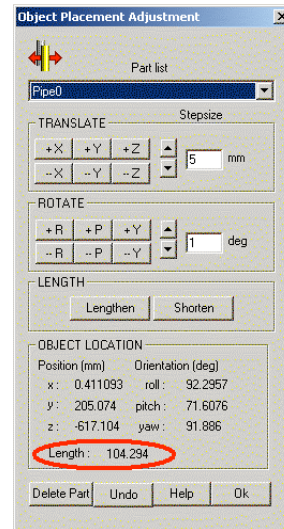 Object Placement Adjustment X
Part list
Pipe0
TRANSLATE Stepsize
+X +Y +Z 5 mm
--X --Y --Z
ROTATE
+R +P +Y 1 deg
--R --P --Y
LENGTH
Lengthen Shorten
OBJECT LOCATION
Position (mm) Orientation (deg)
x: 0.411093 roll: 92.2957
y: 205.074 pitch: 71.6076
z: -617.104 yaw: 91.886
Length: 104.294
Delete Part Undo Help Ok